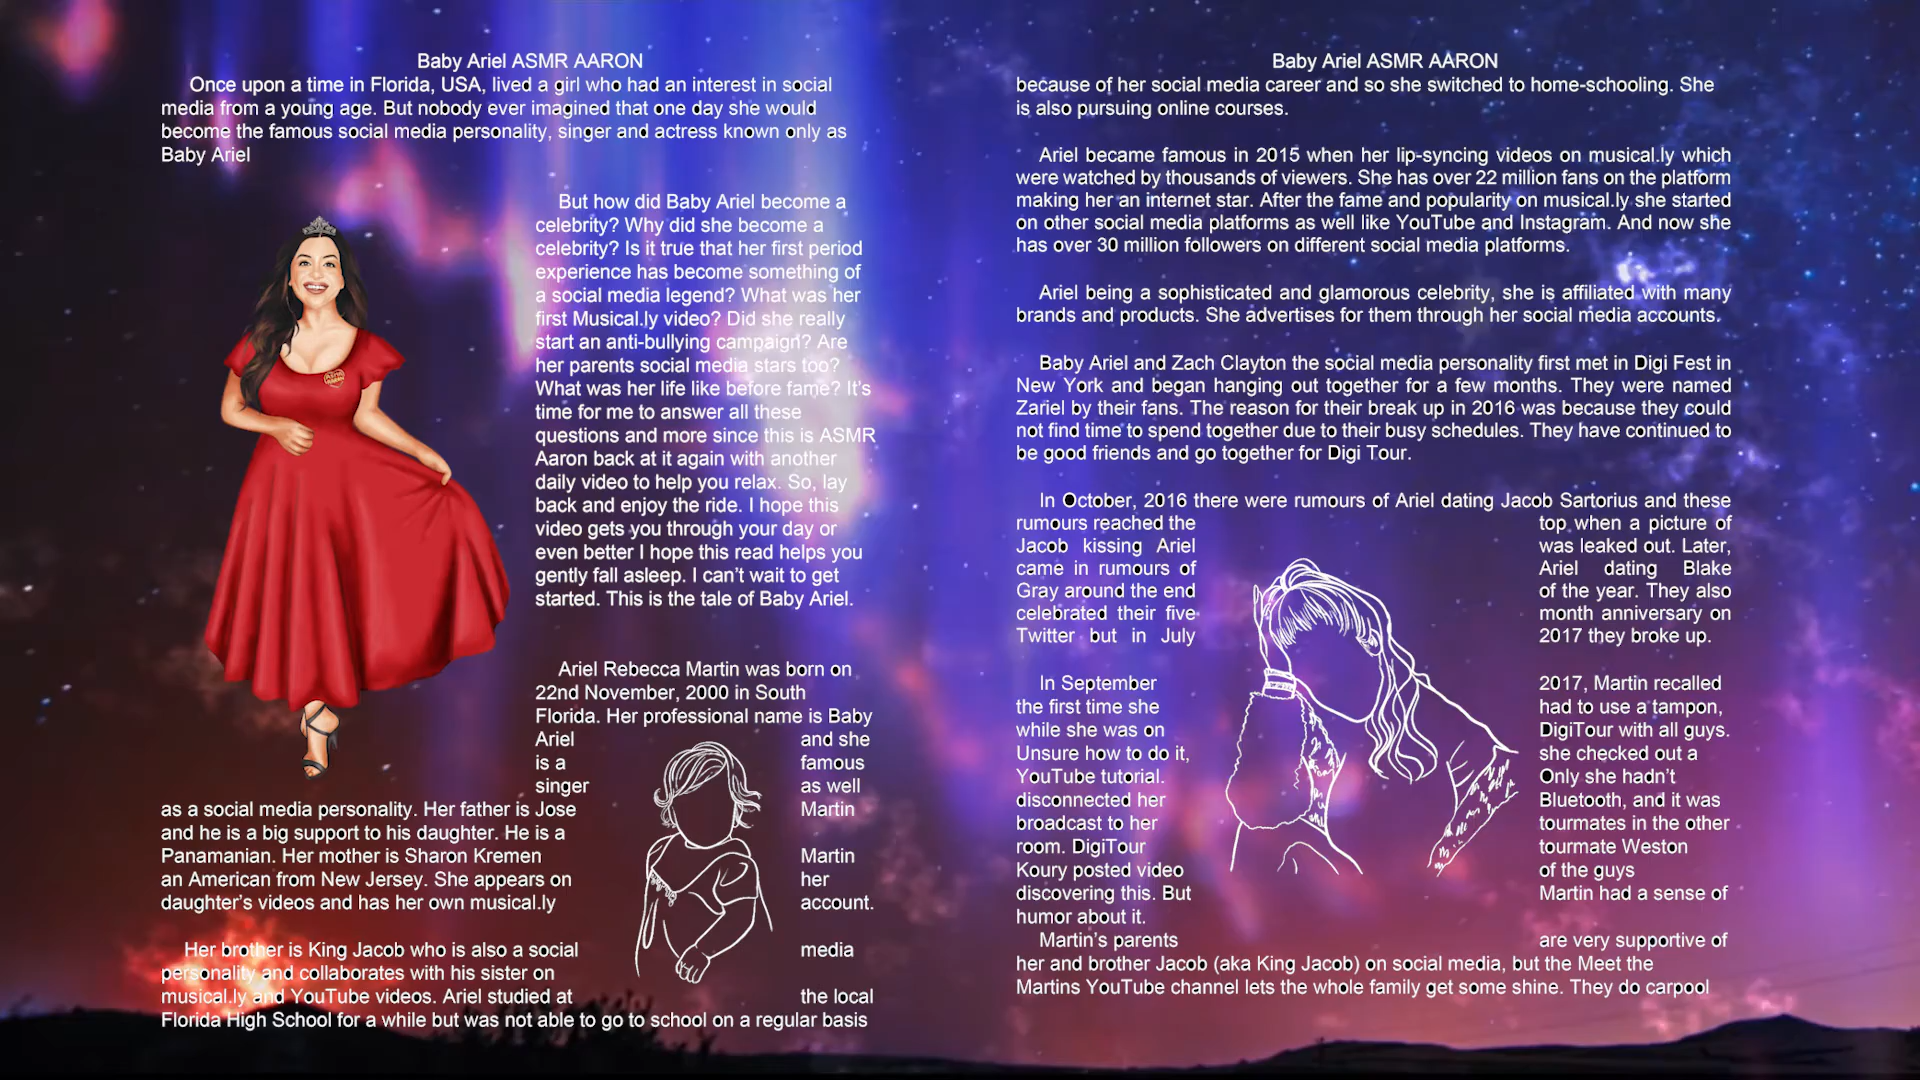 Baby Ariel ASMR AARON
Once upon a time in Florida, USA, lived a girl who had an interest in social
media from a young age. But nobody ever imagined that one day she would
become the famous social media personality, singer and actress known only as
Baby Ariel
But how did Baby Ariel become a
celebrity? Why did she become a
celebrity? Is it true that her first period
experience has become something of
a social media legend? What was her
first Musical.ly video? Did she really
start an anti-bullying campaign? Are
her parents social media stars too?
What was her life like before fame? It's
time for me to answer all these
questions and more since this is ASMR
Aaron back at it again with another
daily video to help you relax. So, lay
back and enjoy the ride. I hope this
video gets you through your day or
even better I hope this read helps you
gently fall asleep. I can't wait to get
started. This is the tale of Baby Ariel.
Ariel Rebecca Martin was born on
22nd November, 2000 in South
Florida. Her professional name is Baby
Ariel and she
is a famous
singer as well
as a social media personality. Her father is Jose Martin
and he is a big support to his daughter. He is a
Panamanian. Her mother is Sharon Kremen Martin
an American from New Jersey. She appears on her
daughter's videos and has her own musical.ly account.
Her brother is King Jacob who is also a social media
personality and collaborates with his sister on
musical.ly and YouTube videos. Ariel studied at the local
Florida High School for a while but was not able to go to school on a regular basis
Baby Ariel ASMR AARON
because of her social media career and so she switched to home-schooling. She
is also pursuing online courses.
Ariel became famous in 2015 when her lip-syncing videos on musical.ly which
were watched by thousands of viewers. She has over 22 million fans on the platform
making her an internet star. After the fame and popularity on musical.ly she started
on other social media platforms as well like YouTube and Instagram. And now she
has over 30 million followers on different social media platforms.
Ariel being a sophisticated and glamorous celebrity, she is affiliated with many
brands and products. She advertises for them through her social media accounts.
Baby Ariel and Zach Clayton the social media personality first met in Digi Fest in
New York and began hanging out together for a few months. They were named
Zariel by their fans. The reason for their break up in 2016 was because they could
not find time to spend together due to their busy schedules. They have continued to
be good friends and go together for Digi Tour.
In October, 2016 there were rumours of Ariel dating Jacob Sartorius and these
rumours reached the top when a picture of
Jacob kissing Ariel was leaked out. Later,
came in rumours of Ariel dating Blake
Gray around the end of the year. They also
celebrated their five month anniversary on
Twitter but in July 2017 they broke up.
In September 2017, Martin recalled
the first time she had to use a tampon,
while she was on DigiTour with all guys.
Unsure how to do it, she checked out a
YouTube tutorial. Only she hadn't
disconnected her Bluetooth, and it was
broadcast to her tourmates in the other
room. DigiTour tourmate Weston
Koury posted video of the guys
discovering this. But Martin had a sense of
humor about it.
Martin's parents are very supportive of
her and brother Jacob (aka King Jacob) on social media, but the Meet the
Martins YouTube channel lets the whole family get some shine. They do carpool